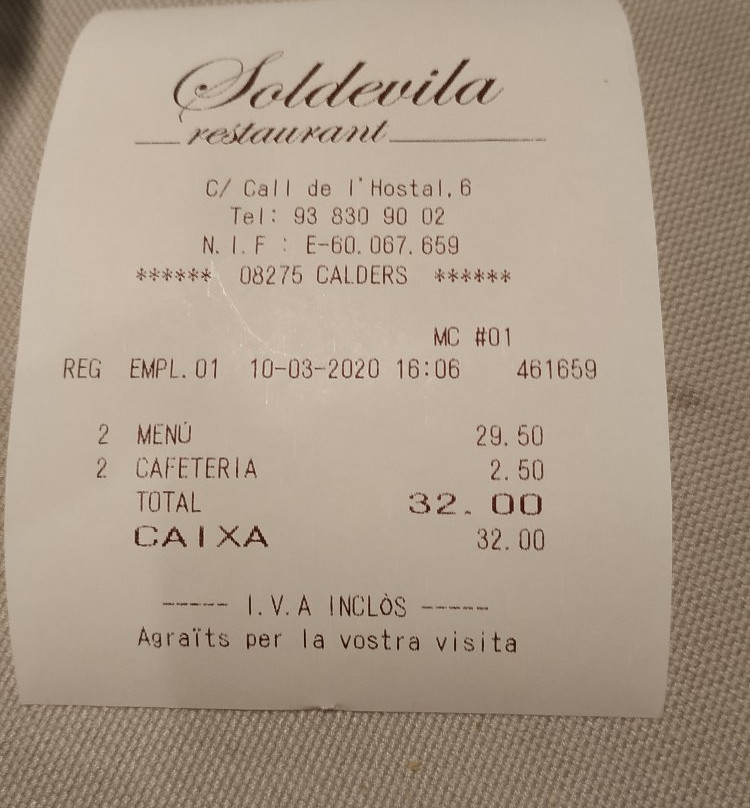 Soldevila
restaurant
C/ Call de l'Hostal,6
Tel: 93 830 90 02
N.I.F : E-60.067.659
****** 08275 CALDERS ******
MC #01
REG EMPL.01 10-03-2020 16:06 461659
2 MENÚ 29.50
2 CAFETERIA 2.50
TOTAL 32.00
CAIXA 32.00
----- I.V.A INCLÒS -----
Agraïts per la vostra visita